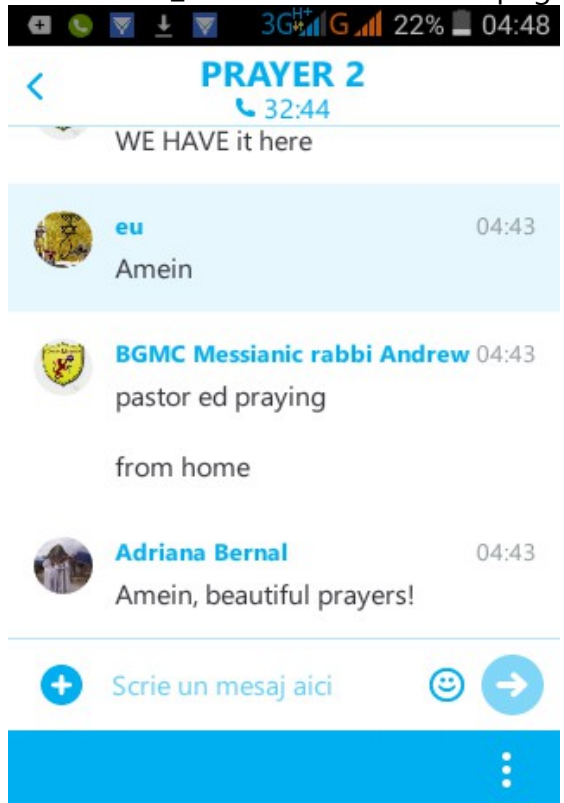 3G H+ G 22% 04:48
PRAYER 2
32:44
WE HAVE it here
eu 04:43
Amein
BGMC Messianic rabbi Andrew 04:43
pastor ed praying
from home
Adriana Bernal 04:43
Amein, beautiful prayers!
Scrie un mesaj aici